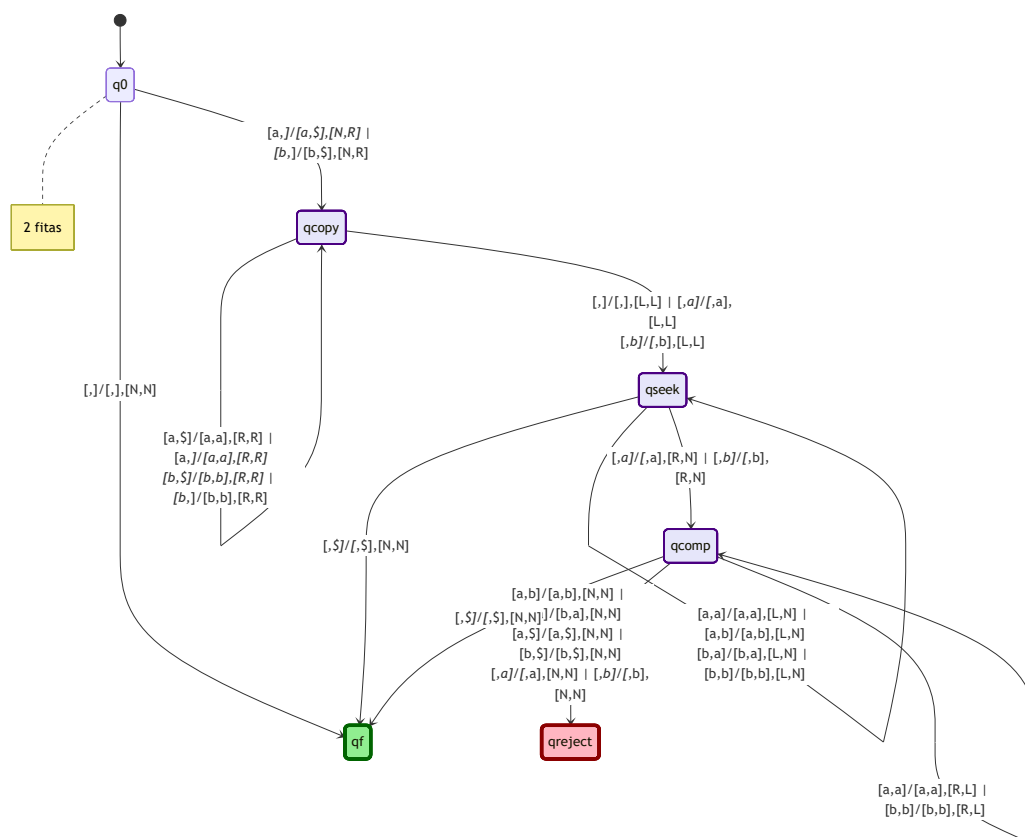 q0
[a,]/[a,$],[N,R] |
[b,]/[b,$],[N,R]
2 fitas
qcopy
[,]/[,],[L,L] | [,a]/[,a],
[L,L]
[,b]/[,b],[L,L]
qseek
[,]/[,],[N,N]
[a,$]/[a,a],[R,R] |
[a,]/[a,a],[R,R]
[b,$]/[b,b],[R,R] |
[b,]/[b,b],[R,R]
[,a]/[,a],[R,N] | [,b]/[,b],
[R,N]
[,$]/[,$],[N,N]
qcomp
[a,b]/[a,b],[N,N] |
]/[b,a],[N,N]
[a,$]/[a,$],[N,N] |
[b,$]/[b,$],[N,N]
[,a]/[,a],[N,N] | [,b]/[,b],
[N,N]
[,$]/[,$],[N,N]
[a,a]/[a,a],[L,N] |
[a,b]/[a,b],[L,N]
[b,a]/[b,a],[L,N] |
[b,b]/[b,b],[L,N]
qf
qreject
[a,a]/[a,a],[R,L] |
[b,b]/[b,b],[R,L]